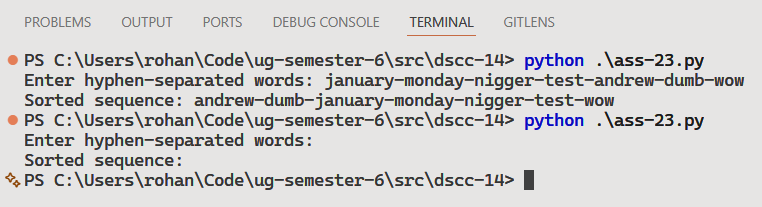 PROBLEMS OUTPUT PORTS DEBUG CONSOLE TERMINAL GITLENS
PS C:\Users\rohan\Code\ug-semester-6\src\dscc-14> python .\ass-23.py
Enter hyphen-separated words: january-monday-nigger-test-andrew-dumb-wow
Sorted sequence: andrew-dumb-january-monday-nigger-test-wow
PS C:\Users\rohan\Code\ug-semester-6\src\dscc-14> python .\ass-23.py
Enter hyphen-separated words:
Sorted sequence:
PS C:\Users\rohan\Code\ug-semester-6\src\dscc-14>